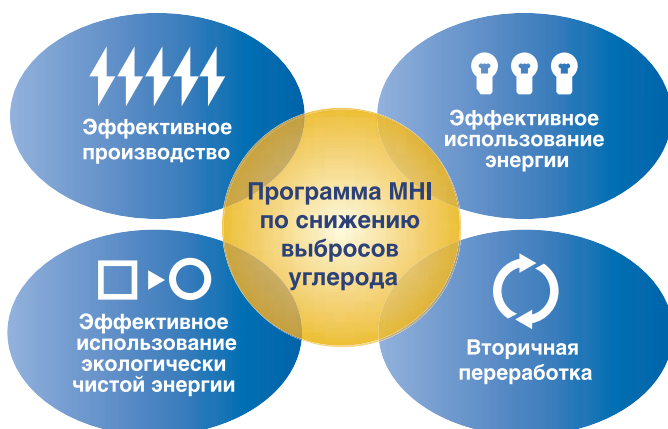 Эффективное
производство
Эффективное
использование
энергии
Программа MHI
по снижению
выбросов
углерода
Эффективное
использование
экологически
чистой энергии
Вторичная
переработка